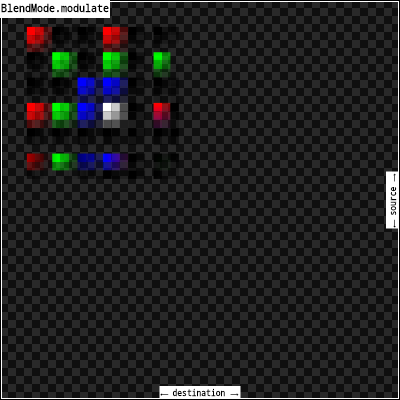 BlendMode.modulate
← source →
← destination →